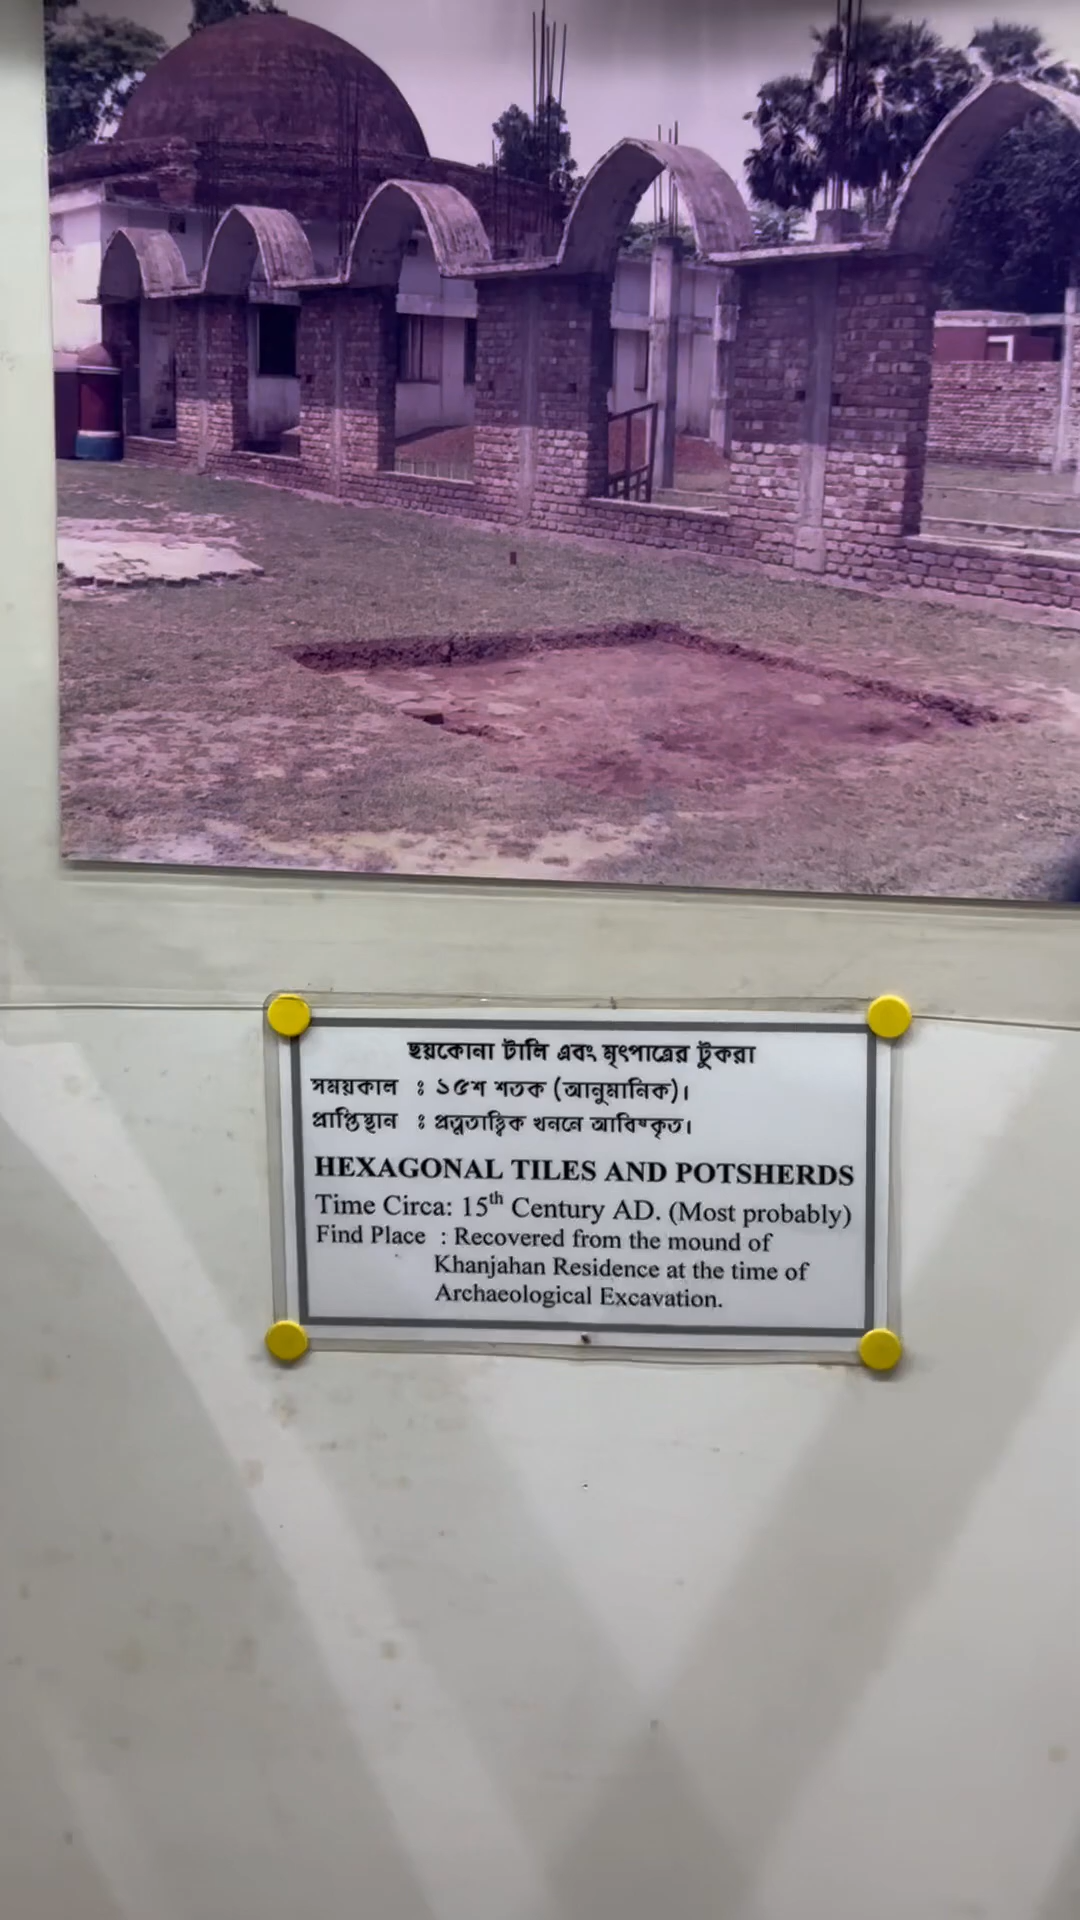 ছয়কোনা টালি এবং মৃৎপাত্রের টুকরা
সময়কাল : ১৫শ শতক (আনুমানিক)।
প্রাপ্তিস্থান : প্রত্নতাত্ত্বিক খননে আবিষ্কৃত।
HEXAGONAL TILES AND POTSHERDS
Time Circa: 15th Century AD. (Most probably)
Find Place : Recovered from the mound of
Khanjahan Residence at the time of
Archaeological Excavation.